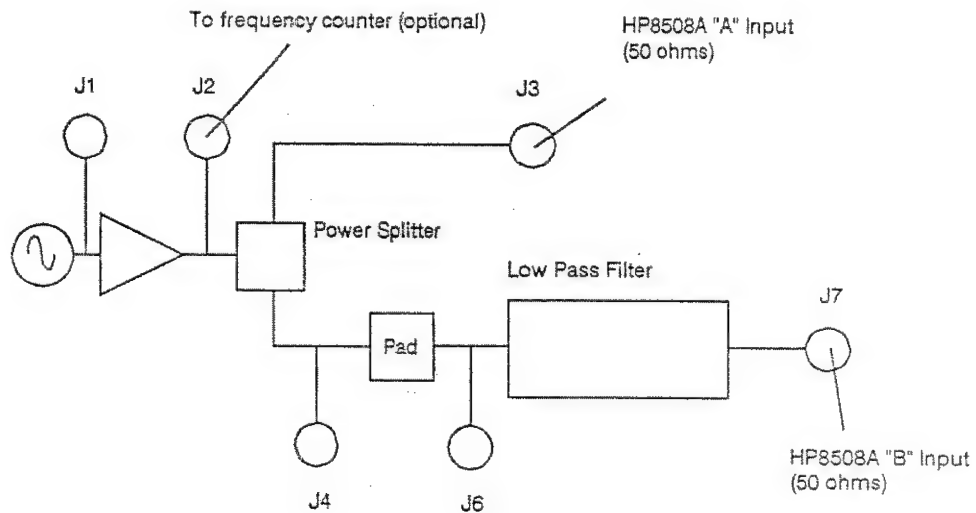 To frequency counter (optional)
HP8508A "A" Input
(50 ohms)
J1
J2
J3
Power Splitter
Low Pass Filter
J7
Pad
J4
J6
HP8508A "B" Input
(50 ohms)